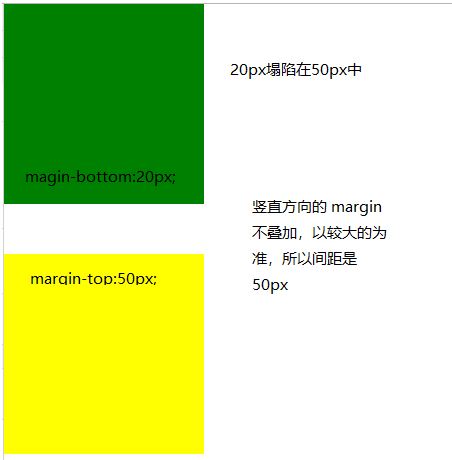 20px塌陷在50px中
magin-bottom:20px;
竖直方向的 margin
不叠加，以较大的为
准，所以间距是
50px
margin-top:50px;